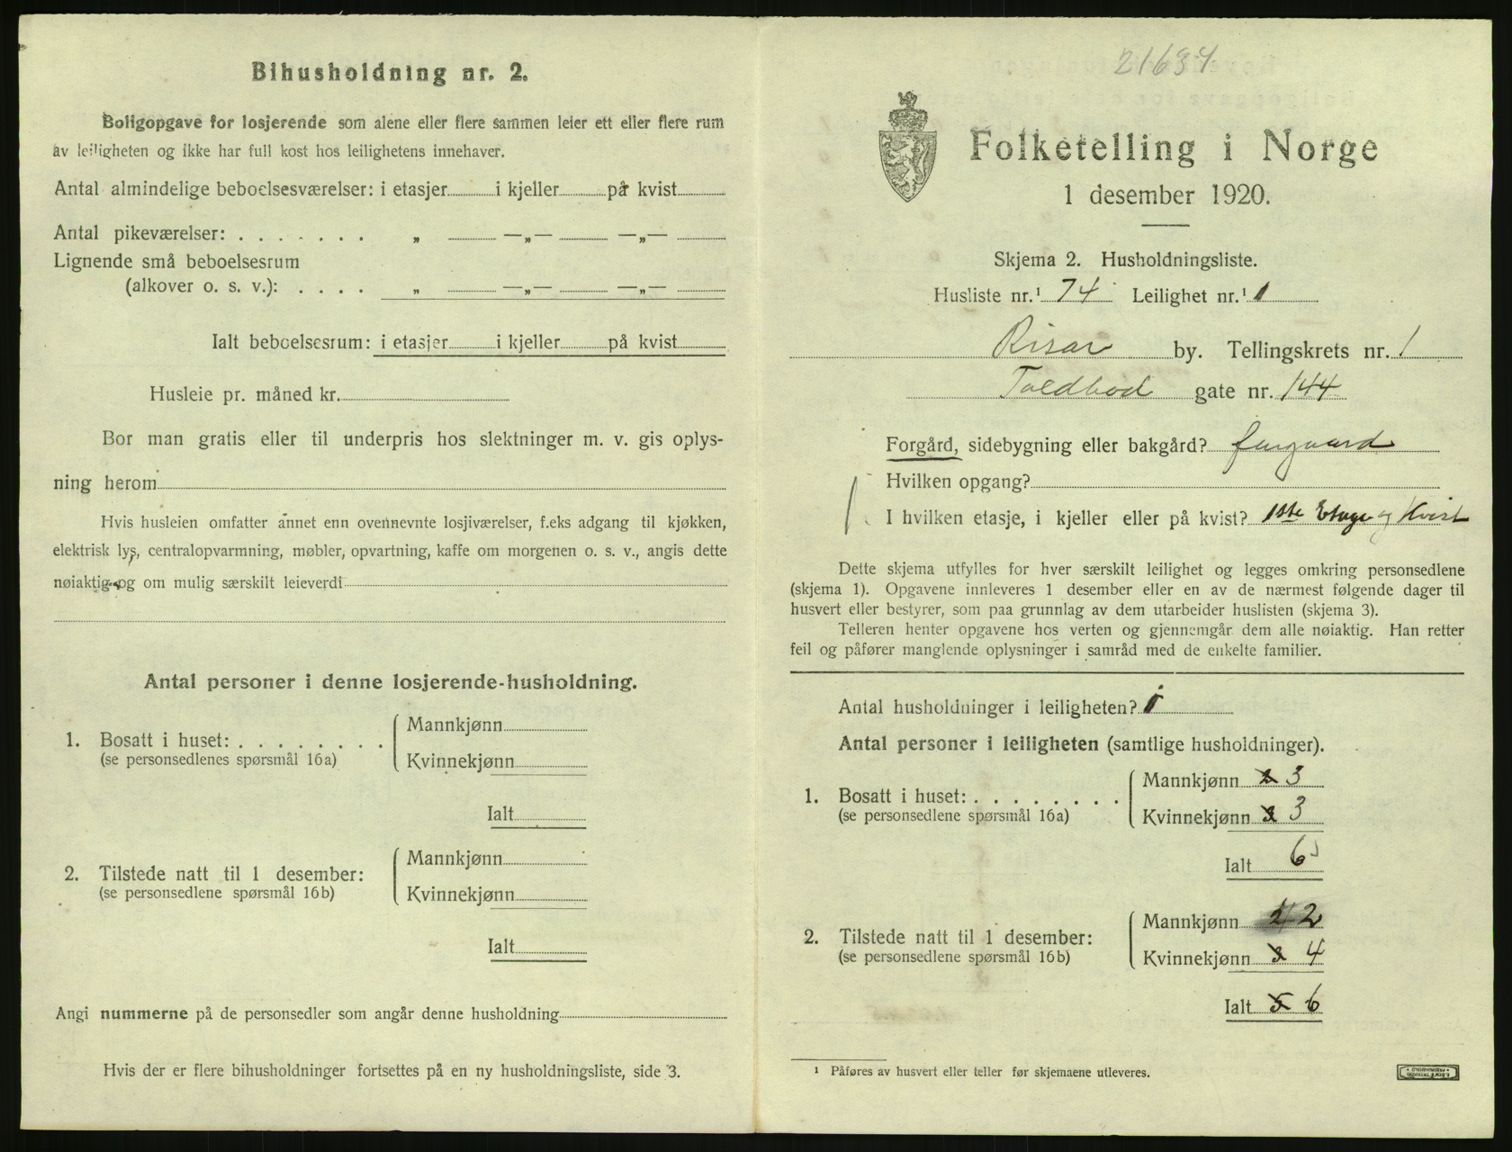 Bihusholdning nr. 2.
Boligopgave for losjerende som alene eller flere sammen leier ett eller flere rum
av leiligheten og ikke har full kost hos leilighetens innehaver.
Antal almindelige beboelsesværelser: i etasjer i kjeller på kvist
Antal pikeværelser: . . . . . . . „ —„— —„—
Lignende små beboelsesrum
(alkover o. s. v.): . . . . „ —„— —„—
Ialt beboelsesrum: i etasjer i kjeller på kvist
Husleie pr. måned kr.
Bor man gratis eller til underpris hos slektninger m. v. gis oplys-
ning herom
Hvis husleien omfatter annet enn ovennevnte losjiværelser, f.eks adgang til kjøkken,
elektrisk lys, centralopvarmning, møbler, opvartning, kaffe om morgenen o. s. v., angis dette
nøiaktig og om mulig særskilt leieverdi
Antal personer i denne losjerende-husholdning.
1. Bosatt i huset: . . . . . . . .
(se personsedlenes spørsmål 16a)
Mannkjønn
Kvinnekjønn
Ialt
2. Tilstede natt til 1 desember:
(se personsedlene spørsmål 16b)
Mannkjønn
Kvinnekjønn
Ialt
Angi nummerne på de personsedler som angår denne husholdning
Hvis der er flere bihusholdninger fortsettes på en ny husholdningsliste, side 3.
21634
Folketelling i Norge
1 desember 1920.
Skjema 2. Husholdningsliste.
Husliste nr.¹ 74 Leilighet nr.¹ 1
Risør by. Tellingskrets nr. 1
Toldbod gate nr. 144
Forgård, sidebygning eller bakgård? forgaard
Hvilken opgang?
I hvilken etasje, i kjeller eller på kvist? 1ste Etage og Kvist
Dette skjema utfylles for hver særskilt leilighet og legges omkring personsedlene
(skjema 1). Opgavene innleveres 1 desember eller en av de nærmest følgende dager til
husvert eller bestyrer, som paa grunnlag av dem utarbeider huslisten (skjema 3).
Telleren henter opgavene hos verten og gjennemgår dem alle nøiaktig. Han retter
feil og påfører manglende oplysninger i samråd med de enkelte familier.
Antal husholdninger i leiligheten? 1
Antal personer i leiligheten (samtlige husholdninger).
1. Bosatt i huset: . . . . . . . .
(se personsedlene spørsmål 16a)
Mannkjønn 2 3
Kvinnekjønn 3 3
Ialt 6
2. Tilstede natt til 1 desember:
(se personsedlene spørsmål 16b)
Mannkjønn 2 2
Kvinnekjønn 3 4
Ialt 5 6
¹ Påføres av husvert eller teller før skjemaene utleveres.